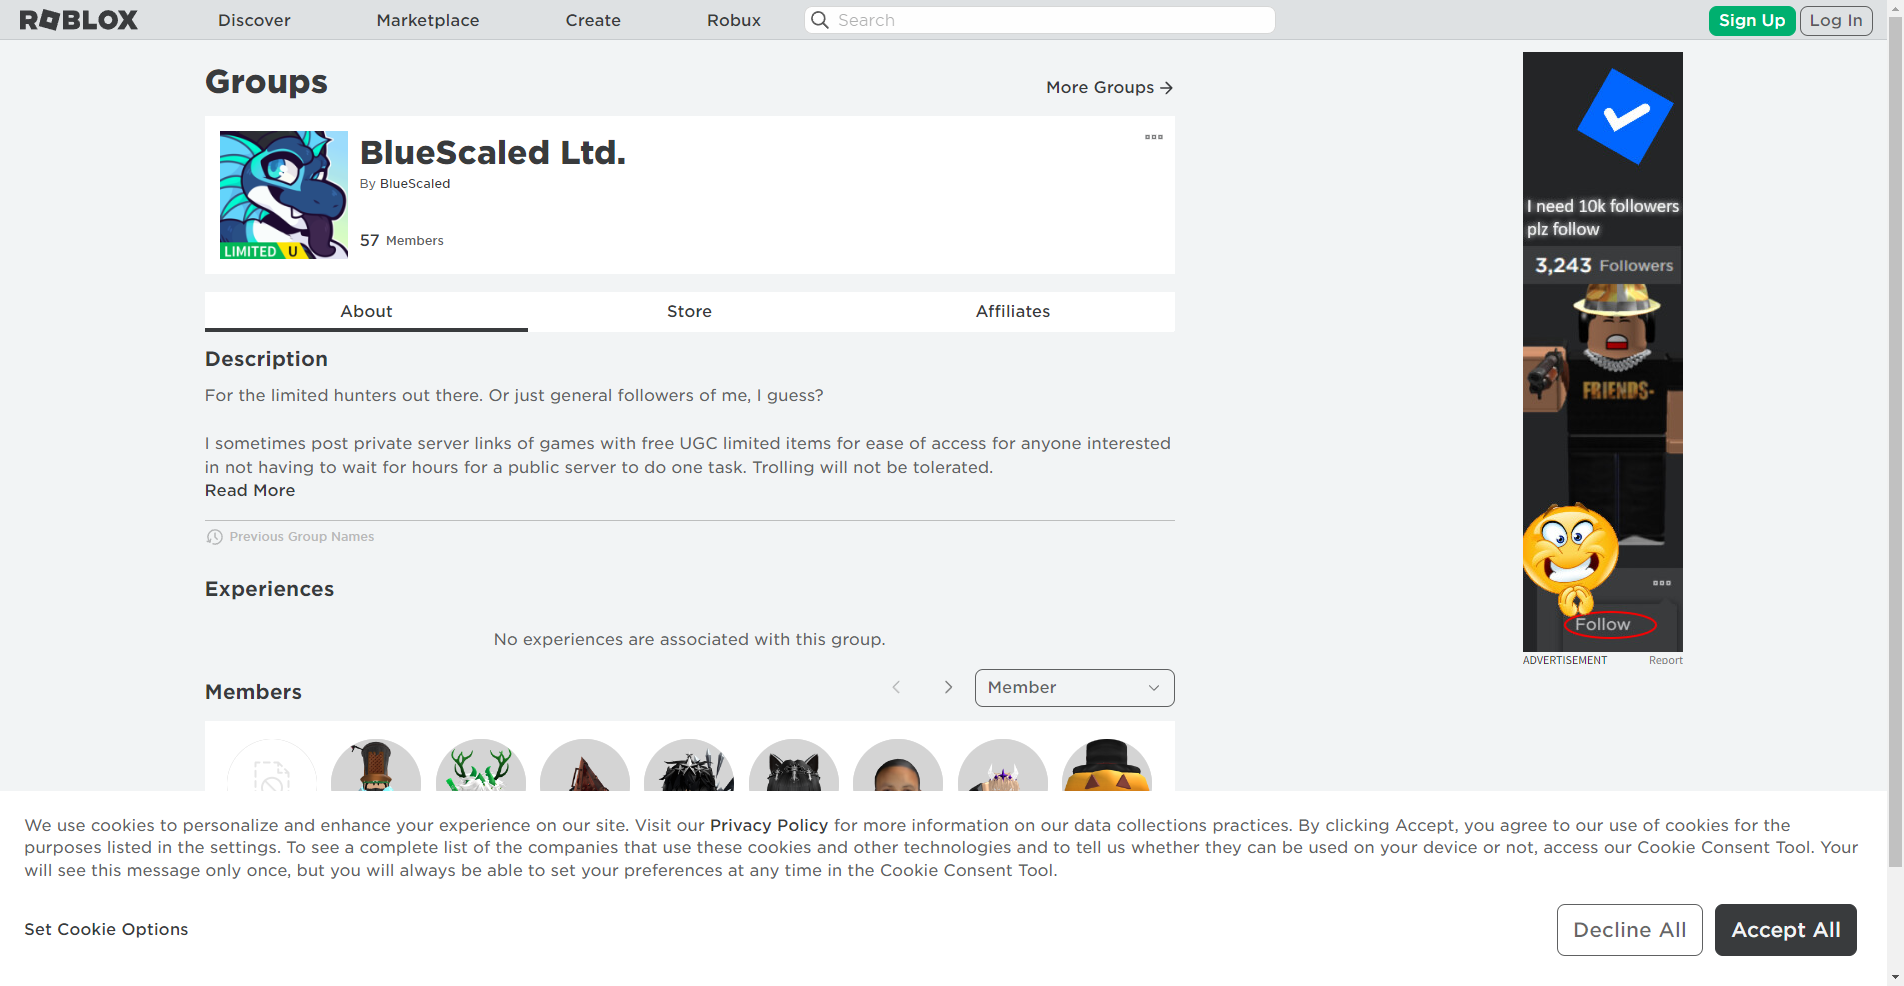 ROBLOX
Discover
Marketplace
Create
Robux
Search
Sign Up
Log In
Groups
More Groups
BlueScaled Ltd.
By BlueScaled
57 Members
LIMITED U
About
Store
Affiliates
Description
For the limited hunters out there. Or just general followers of me, I guess?
I sometimes post private server links of games with free UGC limited items for ease of access for anyone interested
in not having to wait for hours for a public server to do one task. Trolling will not be tolerated.
Read More
Previous Group Names
Experiences
No experiences are associated with this group.
Members
Member
I need 10k followers
plz follow
3,243 Followers
FRIENDS-
Follow
ADVERTISEMENT
Report
We use cookies to personalize and enhance your experience on our site. Visit our Privacy Policy for more information on our data collections practices. By clicking Accept, you agree to our use of cookies for the
purposes listed in the settings. To see a complete list of the companies that use these cookies and other technologies and to tell us whether they can be used on your device or not, access our Cookie Consent Tool. Your
will see this message only once, but you will always be able to set your preferences at any time in the Cookie Consent Tool.
Set Cookie Options
Decline All
Accept All